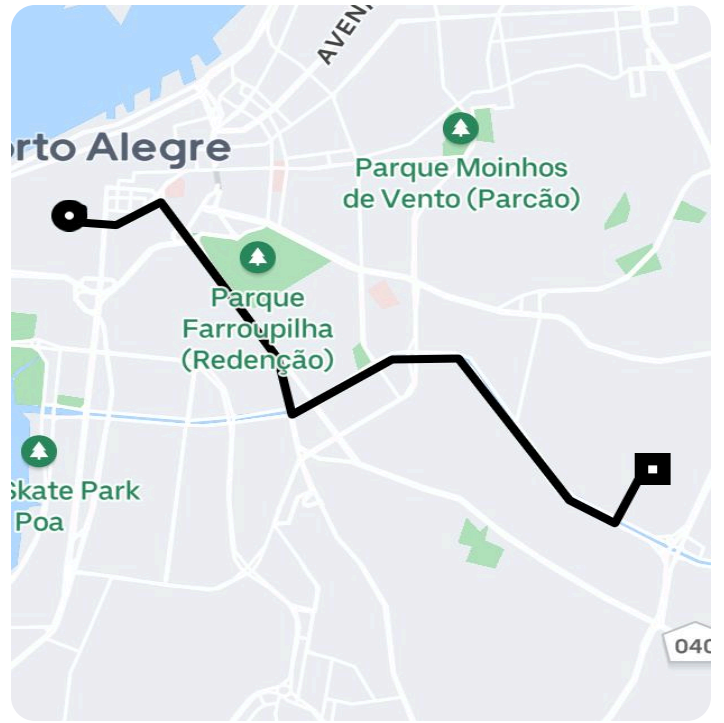 AVEN
orto Alegre
Parque Moinhos
de Vento (Parcão)
Parque
Farroupilha
(Redenção)
Skate Park
Poa
040